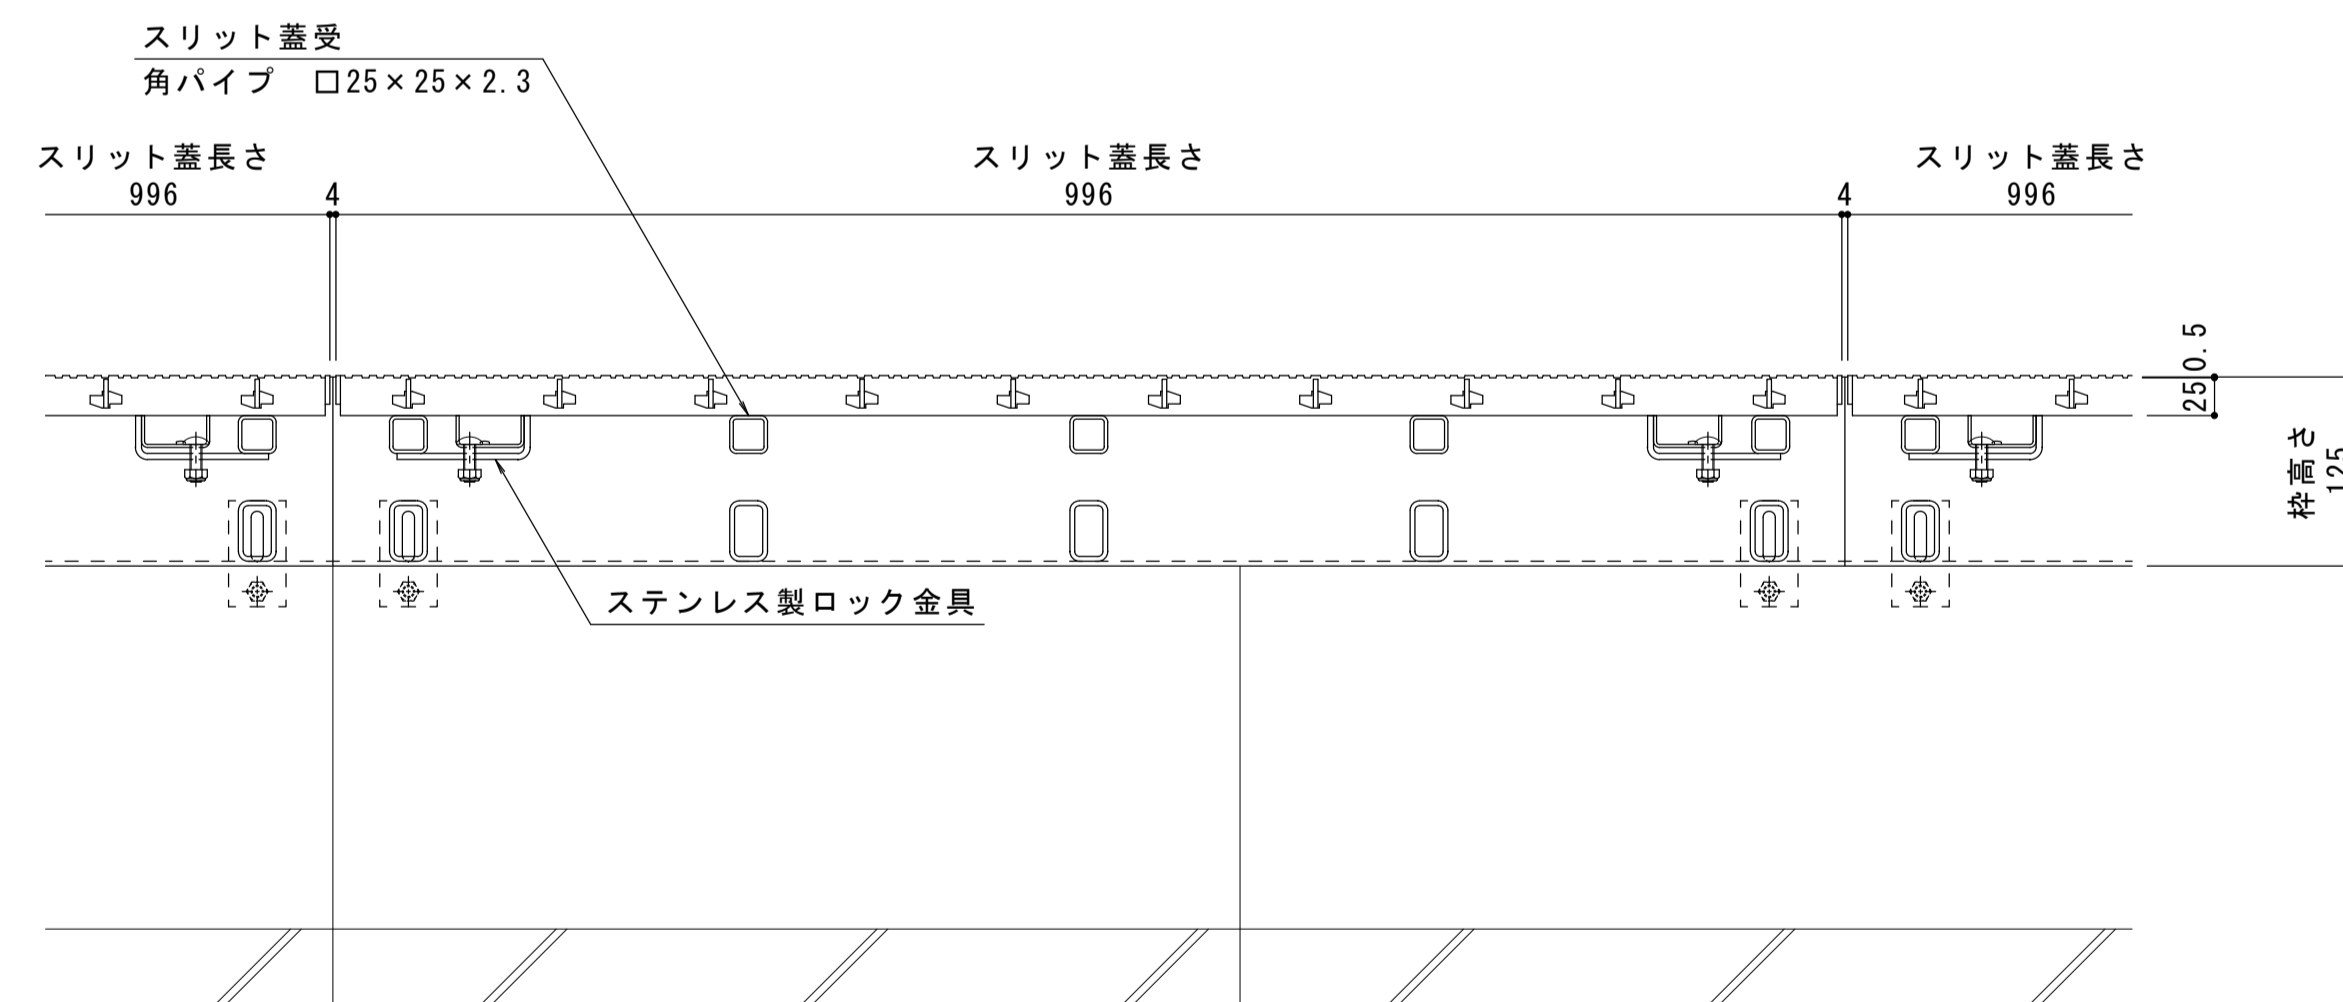 スリット蓋受
角パイプ　□25×25×2.3
スリット蓋長さ
996
4
スリット蓋長さ
996
4
スリット蓋長さ
996
0.5
25
枠高さ
125
ステンレス製ロック金具